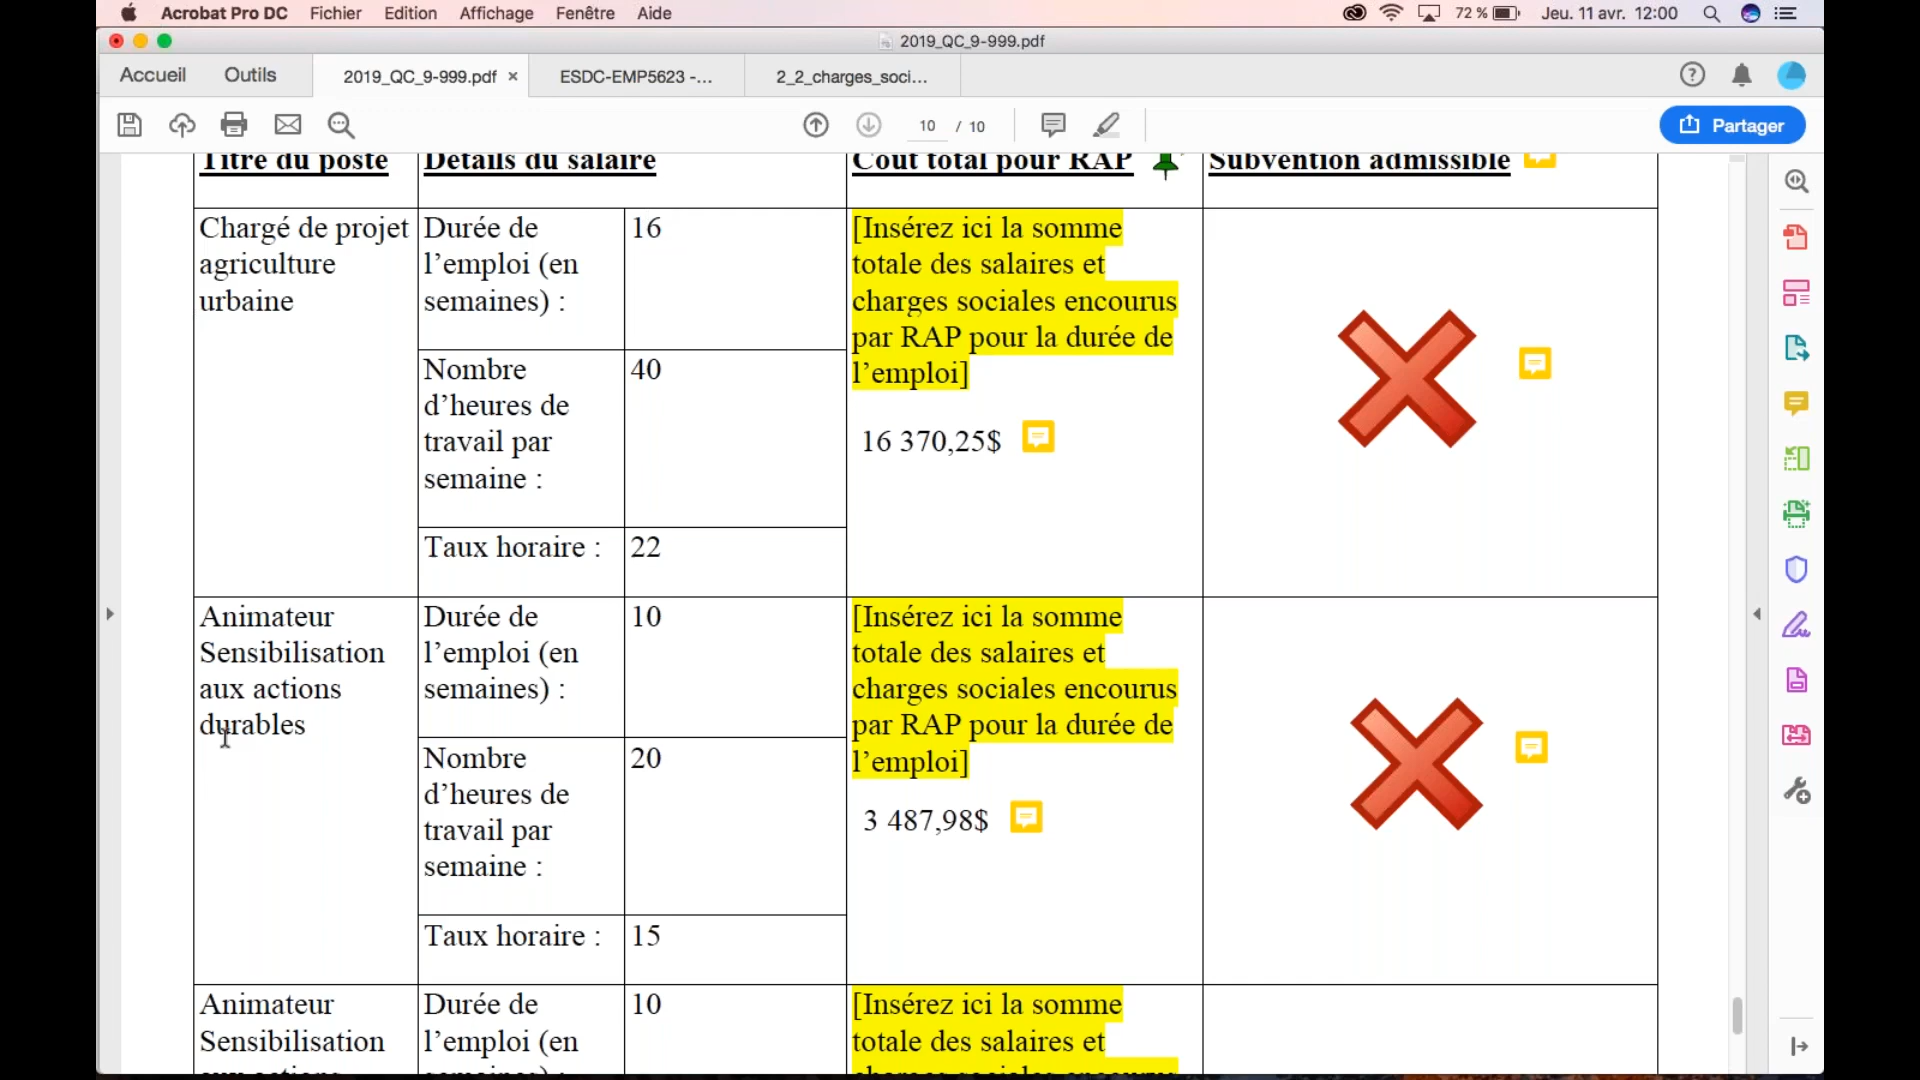 Acrobat Pro DC Fichier Edition Affichage Fenêtre Aide 72 % Jeu. 11 avr. 12:00
2019_QC_9-999.pdf
Accueil Outils 2019_QC_9-999.pdf × ESDC-EMP5623 -... 2_2_charges_soci...
10 / 10 Partager
Titre du poste Détails du salaire Coût total pour RAP Subvention admissible
Chargé de projet
agriculture
urbaine
Durée de
l’emploi (en
semaines) :
16
Nombre
d’heures de
travail par
semaine :
40
Taux horaire :
22
[Insérez ici la somme
totale des salaires et
charges sociales encourus
par RAP pour la durée de
l’emploi]
16 370,25$
Animateur
Sensibilisation
aux actions
durables
Durée de
l’emploi (en
semaines) :
10
Nombre
d’heures de
travail par
semaine :
20
Taux horaire :
15
[Insérez ici la somme
totale des salaires et
charges sociales encourus
par RAP pour la durée de
l’emploi]
3 487,98$
Animateur
Sensibilisation
aux actions
Durée de
l’emploi (en
semaines) :
10
[Insérez ici la somme
totale des salaires et
charges sociales encourus